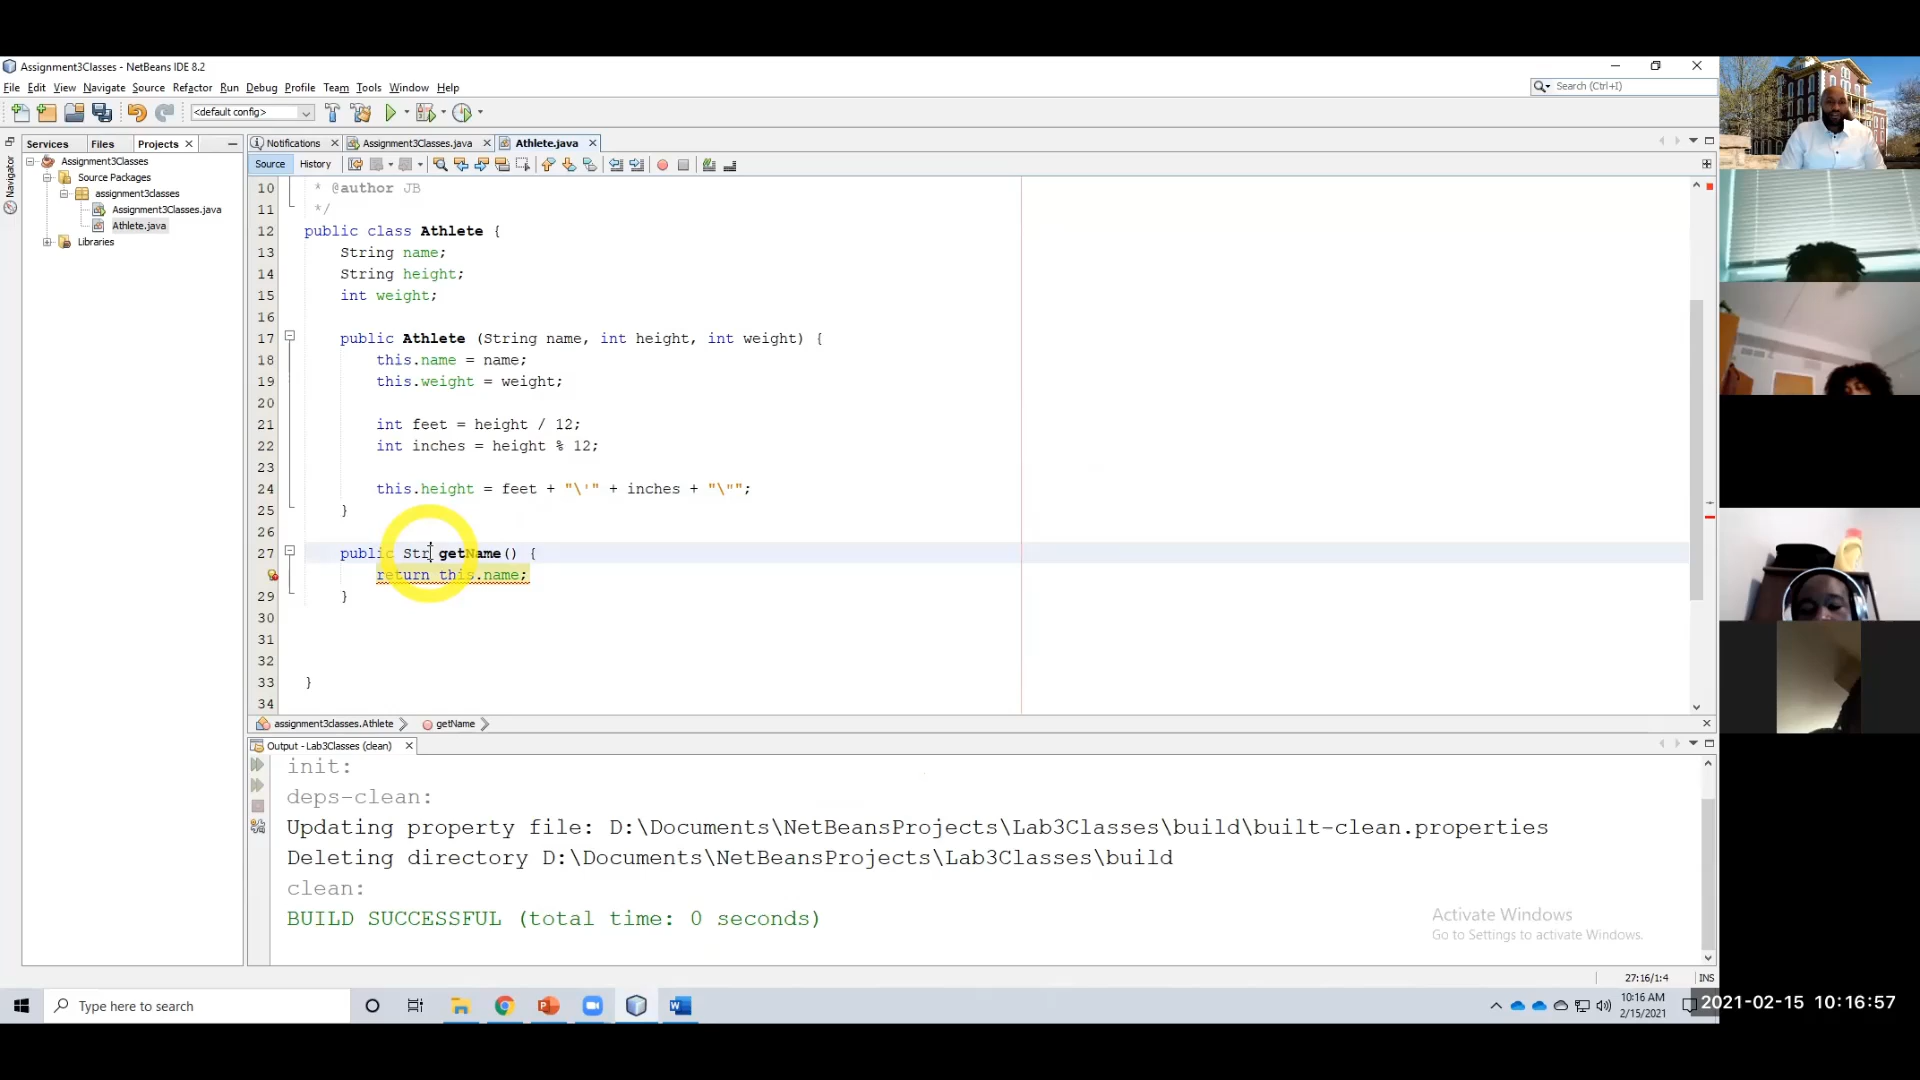 Assignment3Classes - NetBeans IDE 8.2
File Edit View Navigate Source Refactor Run Debug Profile Team Tools Window Help
Search (Ctrl+I)
<default config>
Services Files Projects
Notifications Assignment3Classes.java Athlete.java
Navigator
Assignment3Classes
Source Packages
assignment3classes
Assignment3Classes.java
Athlete.java
Libraries
Source History
10 * @author JB
11 */
12 public class Athlete {
13 String name;
14 String height;
15 int weight;
16
17 public Athlete (String name, int height, int weight) {
18 this.name = name;
19 this.weight = weight;
20
21 int feet = height / 12;
22 int inches = height % 12;
23
24 this.height = feet + "\'" + inches + "\"";
25 }
26
27 public Str getName() {
return this.name;
29 }
30
31
32
33 }
34
assignment3classes.Athlete getName
Output - Lab3Classes (clean)
init:
deps-clean:
Updating property file: D:\Documents\NetBeansProjects\Lab3Classes\build\built-clean.properties
Deleting directory D:\Documents\NetBeansProjects\Lab3Classes\build
clean:
BUILD SUCCESSFUL (total time: 0 seconds)
Activate Windows
Go to Settings to activate Windows.
27:16/1:4 INS
Type here to search
10:16 AM
2/15/2021
2021-02-15 10:16:57